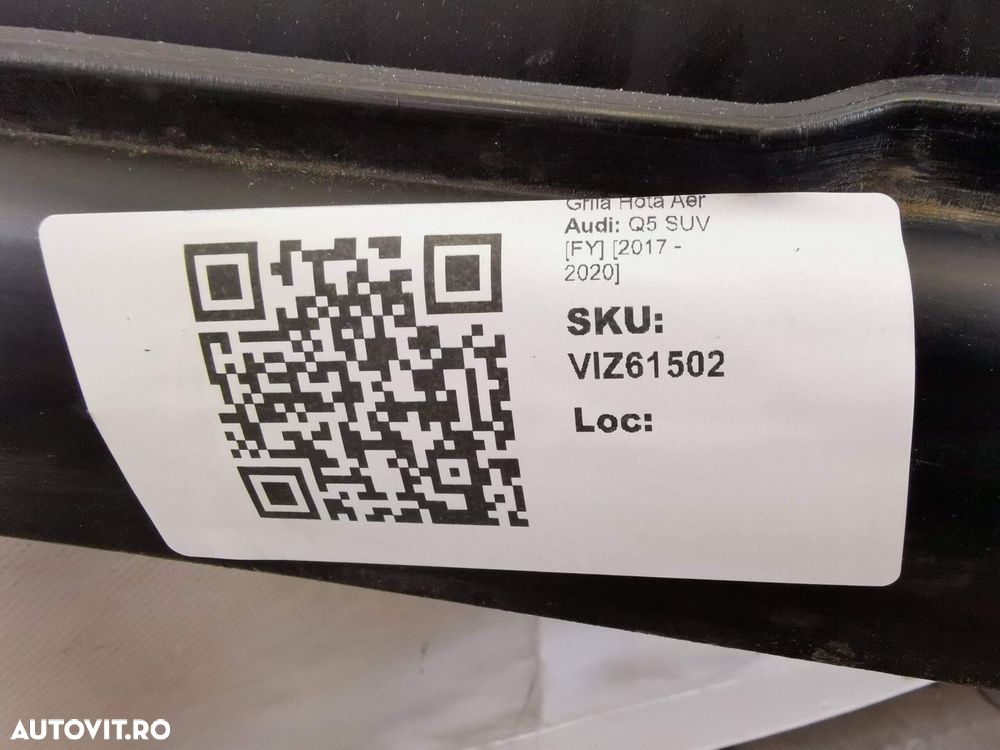 Grila Hota Aer
Audi: Q5 SUV
[FY] [2017 -
2020]
SKU:
VIZ61502
Loc:
AUTOVIT.RO